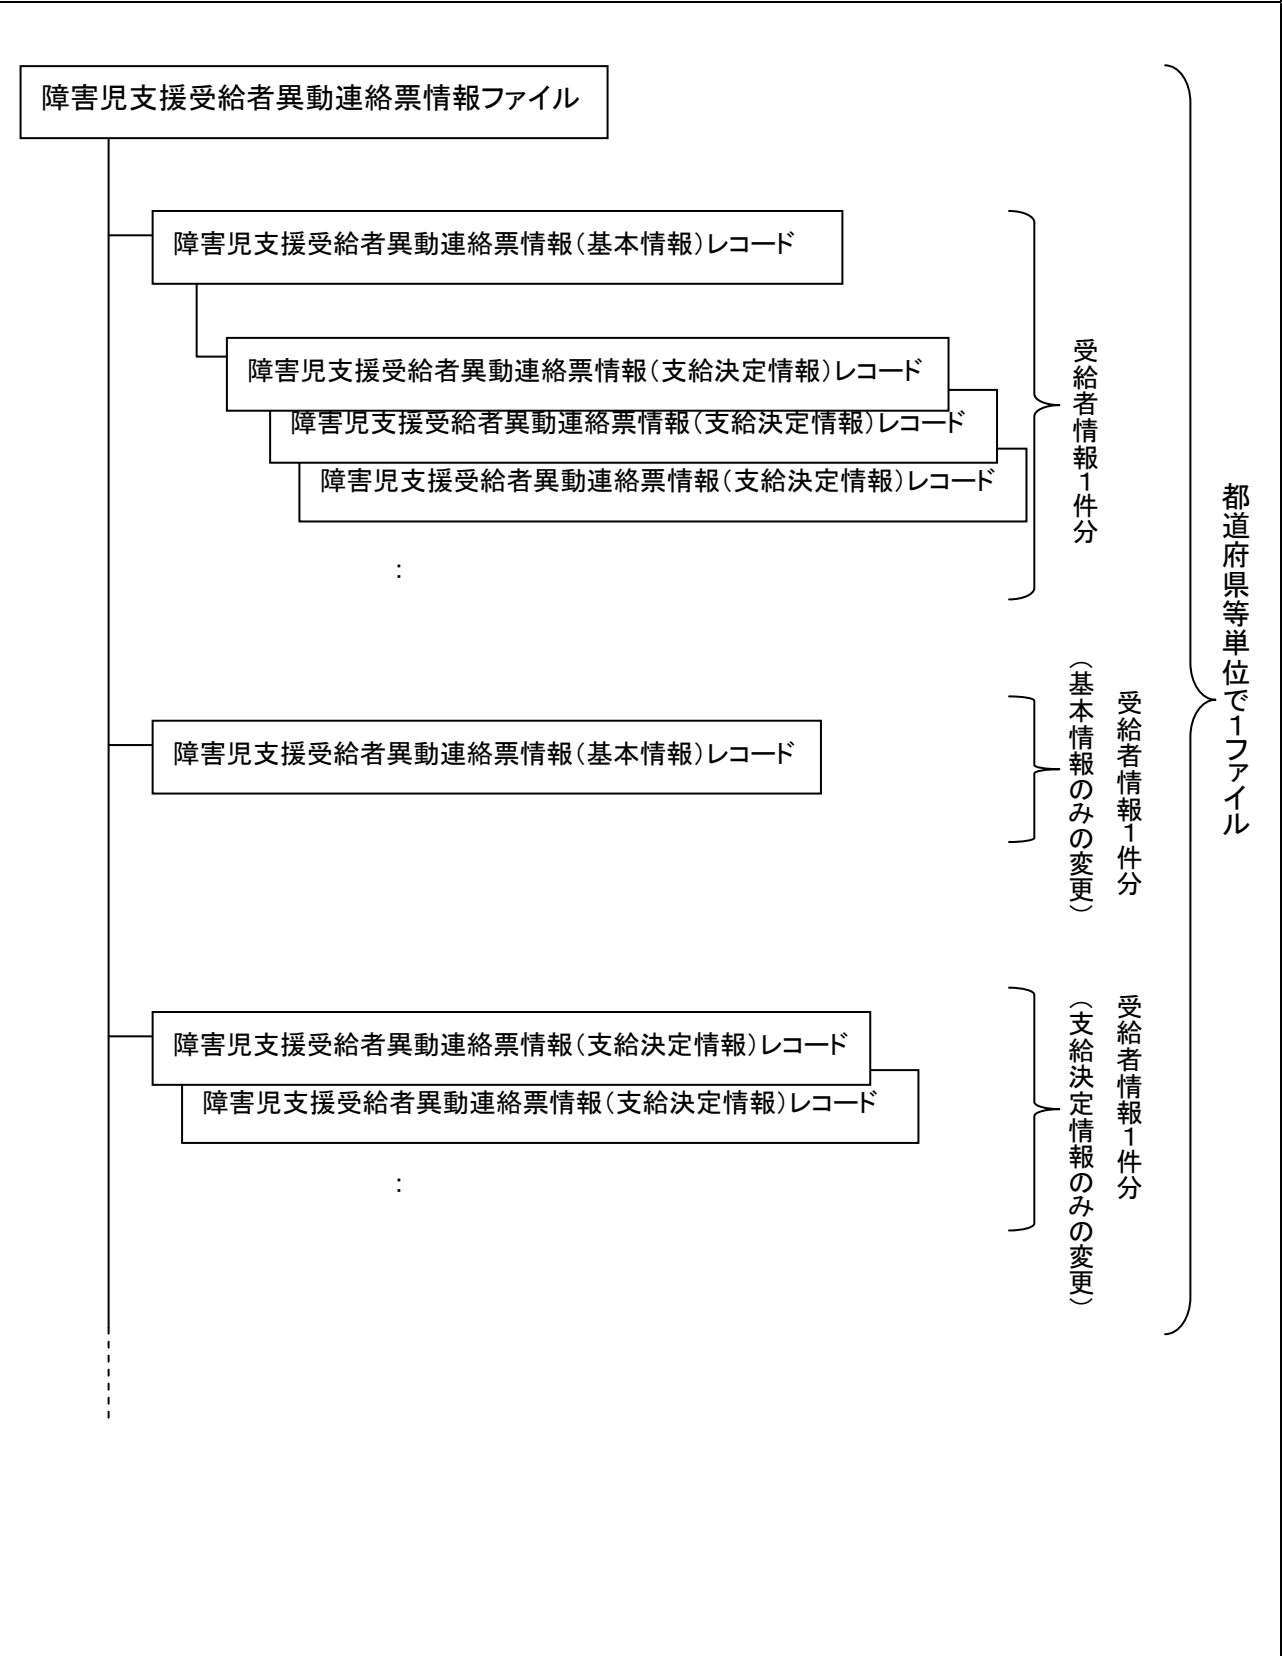 障害児支援受給者異動連絡票情報ファイル
障害児支援受給者異動連絡票情報(基本情報)レコード
障害児支援受給者異動連絡票情報(支給決定情報)レコード
障害児支援受給者異動連絡票情報(支給決定情報)レコード
障害児支援受給者異動連絡票情報(支給決定情報)レコード
:
受給者情報1件分
障害児支援受給者異動連絡票情報(基本情報)レコード
受給者情報1件分
(基本情報のみの変更)
障害児支援受給者異動連絡票情報(支給決定情報)レコード
障害児支援受給者異動連絡票情報(支給決定情報)レコード
:
受給者情報1件分
(支給決定情報のみの変更)
都道府県等単位で1ファイル